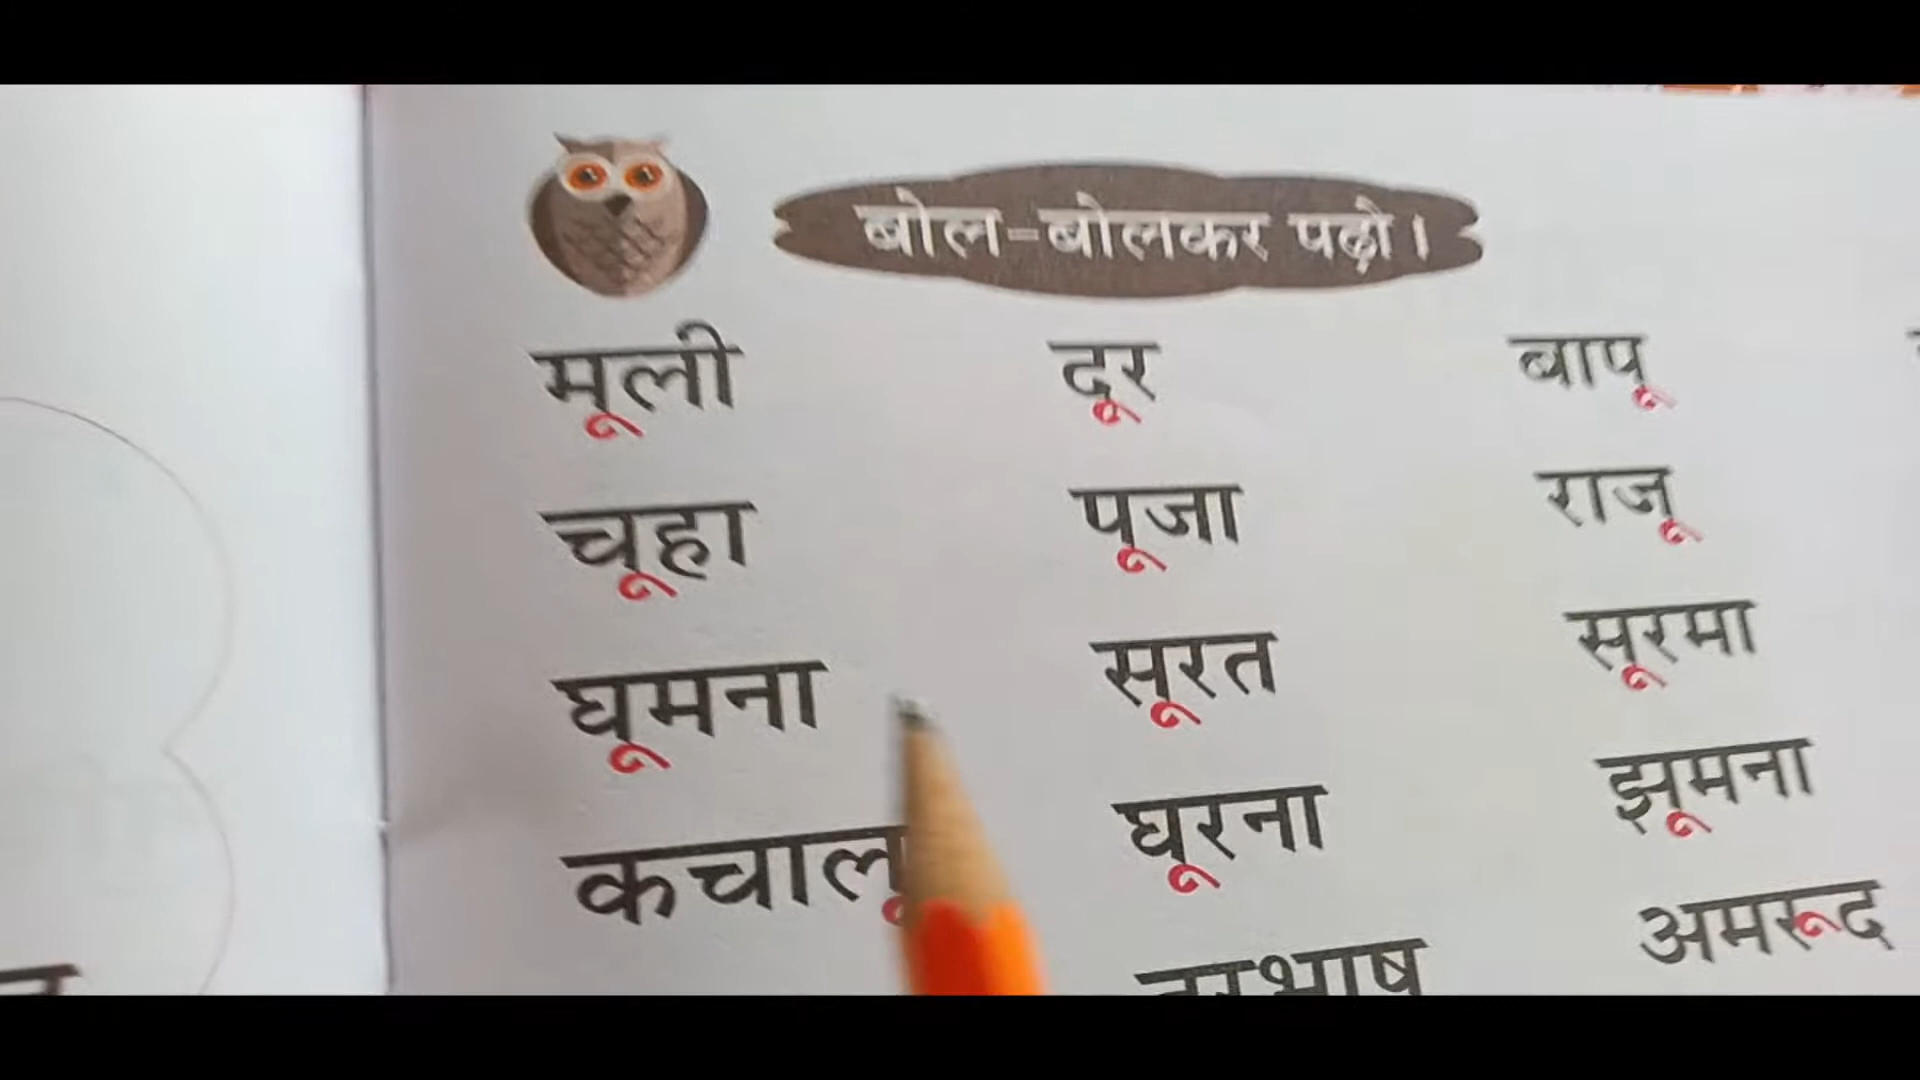 बोल-बोलकर पढ़ो।
मूली दूर बापू
चूहा पूजा राजू
घूमना सूरत सूरमा
कचालू घूरना झूमना
अमरूद